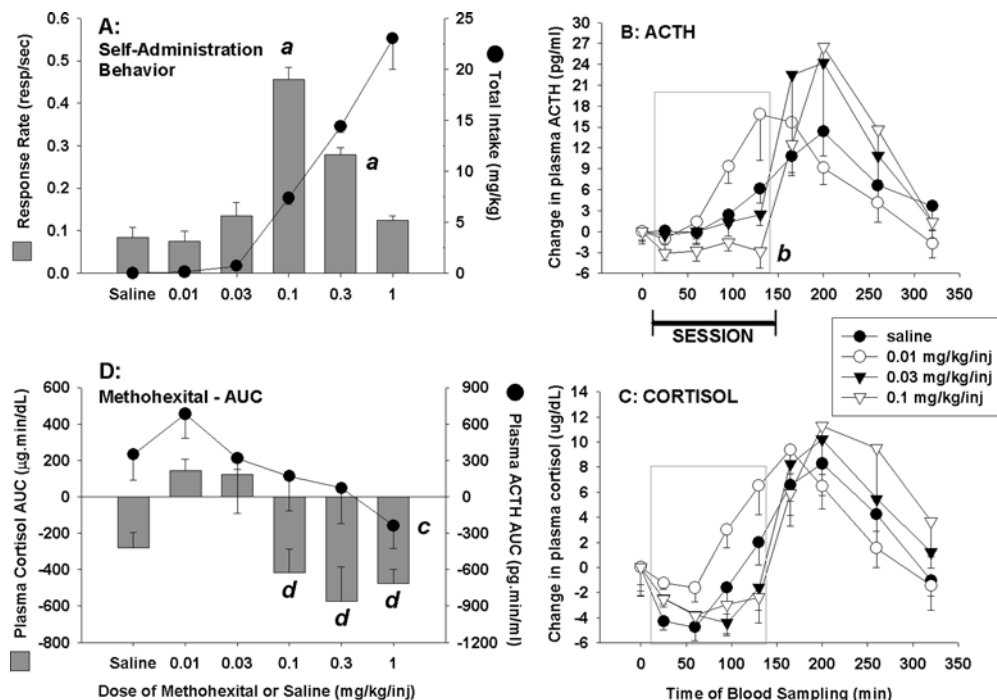 A:
Self-Administration
Behavior
Response Rate (resp/sec)
0.6
0.5
0.4
0.3
0.2
0.1
0.0
a
a
25
20
15
10
5
0
Total Intake (mg/kg)
Saline 0.01 0.03 0.1 0.3 1
B: ACTH
Change in plasma ACTH (pg/ml)
30
27
24
21
18
15
12
9
6
3
0
-3
-6
b
0 50 100 150 200 250 300 350
SESSION
saline
0.01 mg/kg/inj
0.03 mg/kg/inj
0.1 mg/kg/inj
D:
Methohexital - AUC
Plasma Cortisol AUC (µg.min/dL)
600
400
200
0
-200
-400
-600
-800
c
d
d
d
900
600
300
0
-300
-600
-900
-1200
Plasma ACTH AUC (pg.min/ml)
Saline 0.01 0.03 0.1 0.3 1
Dose of Methohexital or Saline (mg/kg/inj)
C: CORTISOL
Change in plasma cortisol (ug/dL)
14
12
10
8
6
4
2
0
-2
-4
-6
0 50 100 150 200 250 300 350
Time of Blood Sampling (min)